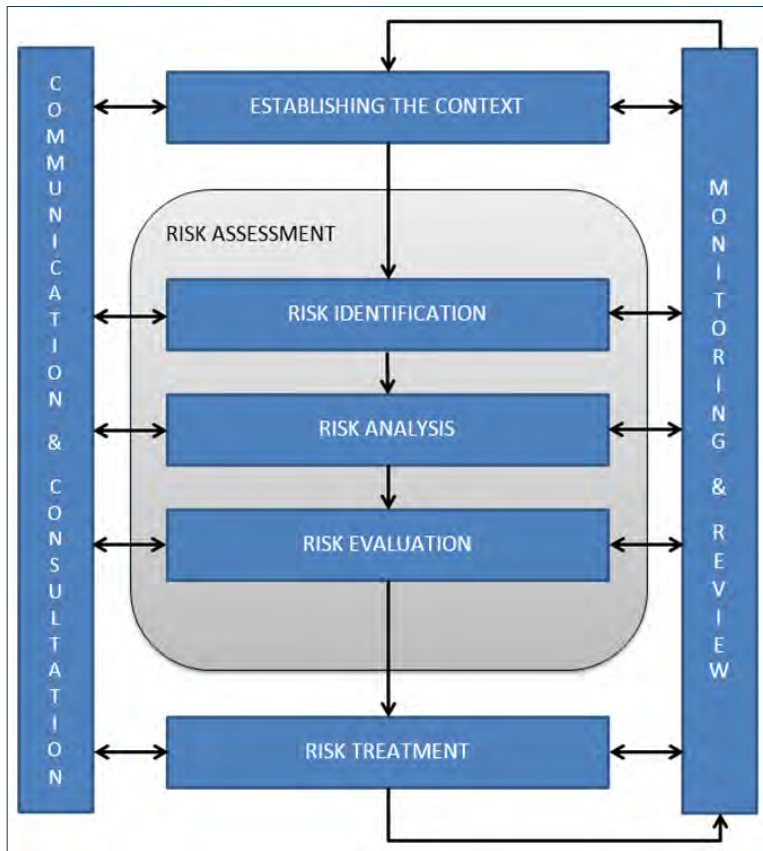 COMMUNICATION & CONSULTATION
ESTABLISHING THE CONTEXT
RISK ASSESSMENT
RISK IDENTIFICATION
RISK ANALYSIS
RISK EVALUATION
RISK TREATMENT
MONITORING & REVIEW